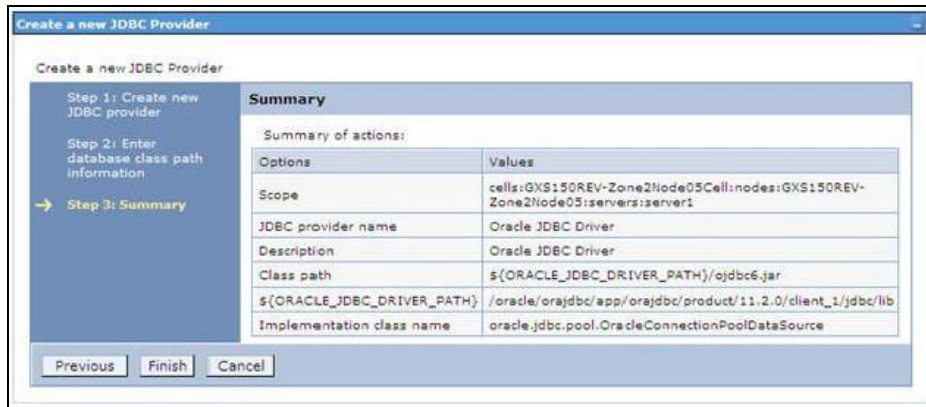 Create a new JDBC Provider
Create a new JDBC Provider
Step 1: Create new
JDBC provider
Step 2: Enter
database class path
information
Step 3: Summary
Summary
Summary of actions:
Options Values
Scope cells:GXS150REV-Zone2Node05Cell:nodes:GXS150REV-
Zone2Node05:servers:server1
JDBC provider name Oracle JDBC Driver
Description Oracle JDBC Driver
Class path ${ORACLE_JDBC_DRIVER_PATH}/ojdbc6.jar
${ORACLE_JDBC_DRIVER_PATH} /oracle/orajdbc/app/orajdbc/product/11.2.0/client_1/jdbc/lib
Implementation class name oracle.jdbc.pool.OracleConnectionPoolDataSource
Previous Finish Cancel